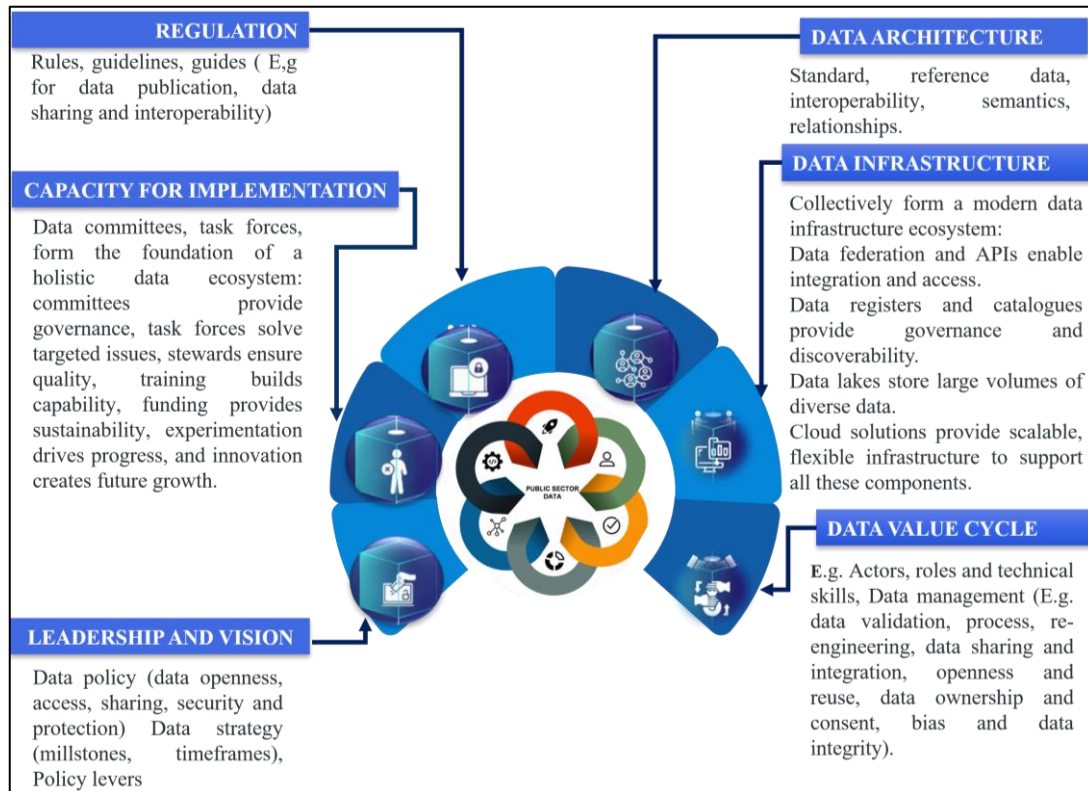 REGULATION
Rules, guidelines, guides ( E,g
for data publication, data
sharing and interoperability)
CAPACITY FOR IMPLEMENTATION
Data committees, task forces,
form the foundation of a
holistic data ecosystem:
committees provide
governance, task forces solve
targeted issues, stewards ensure
quality, training builds
capability, funding provides
sustainability, experimentation
drives progress, and innovation
creates future growth.
LEADERSHIP AND VISION
Data policy (data openness,
access, sharing, security and
protection) Data strategy
(millstones, timeframes),
Policy levers
PUBLIC SECTOR
DATA
DATA ARCHITECTURE
Standard, reference data,
interoperability, semantics,
relationships.
DATA INFRASTRUCTURE
Collectively form a modern data
infrastructure ecosystem:
Data federation and APIs enable
integration and access.
Data registers and catalogues
provide governance and
discoverability.
Data lakes store large volumes of
diverse data.
Cloud solutions provide scalable,
flexible infrastructure to support
all these components.
DATA VALUE CYCLE
E.g. Actors, roles and technical
skills, Data management (E.g.
data validation, process, re-
engineering, data sharing and
integration, openness and
reuse, data ownership and
consent, bias and data
integrity).